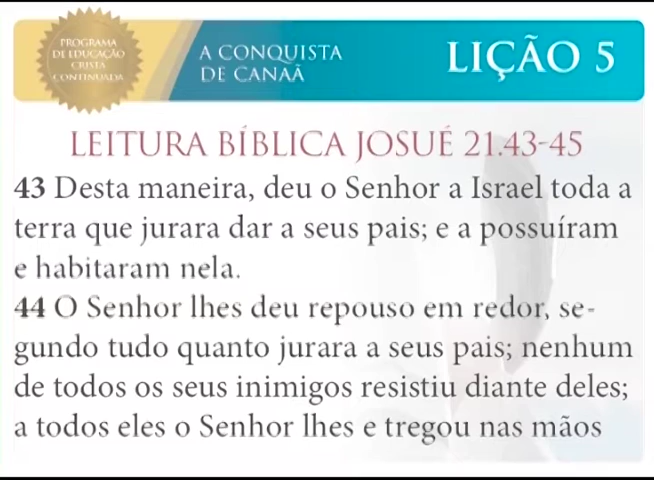 PROGRAMA
DE EDUCAÇÃO
CRISTÃ
CONTINUADA
A CONQUISTA
DE CANAÃ
LIÇÃO 5
LEITURA BÍBLICA JOSUÉ 21.43-45
43 Desta maneira, deu o Senhor a Israel toda a
terra que jurara dar a seus pais; e a possuíram
e habitaram nela.
44 O Senhor lhes deu repouso em redor, se-
gundo tudo quanto jurara a seus pais; nenhum
de todos os seus inimigos resistiu diante deles;
a todos eles o Senhor lhes e tregou nas mãos